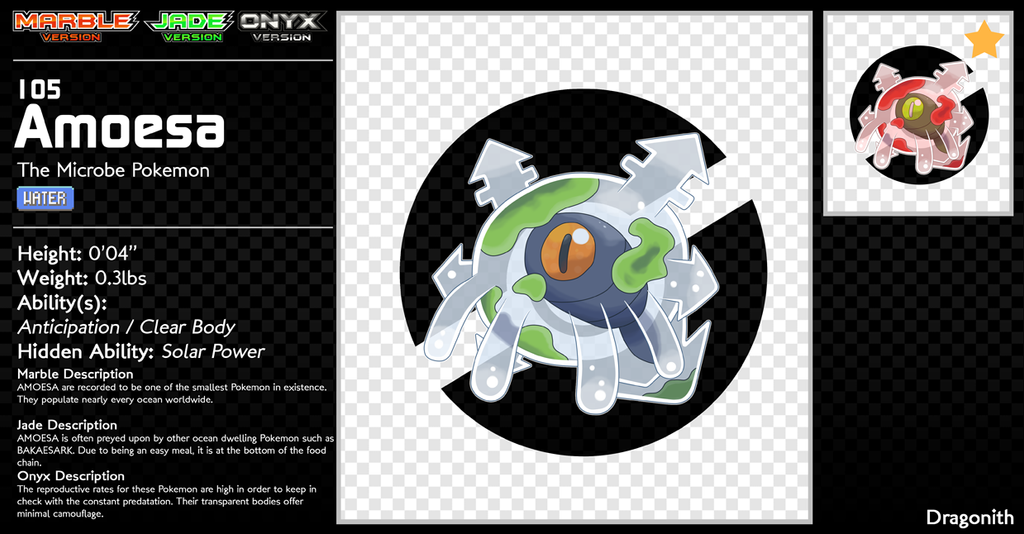 MARBLE VERSION JADE VERSION ONYX VERSION
105
Amoesa
The Microbe Pokemon
WATER
Height: 0'04"
Weight: 0.3lbs
Ability(s):
Anticipation / Clear Body
Hidden Ability: Solar Power
Marble Description
AMOESA are recorded to be one of the smallest Pokemon in existence.
They populate nearly every ocean worldwide.
Jade Description
AMOESA is often preyed upon by other ocean dwelling Pokemon such as
BAKAESARK. Due to being an easy meal, it is at the bottom of the food
chain.
Onyx Description
The reproductive rates for these Pokemon are high in order to keep in
check with the constant predatation. Their transparent bodies offer
minimal camouflage.
Dragonith